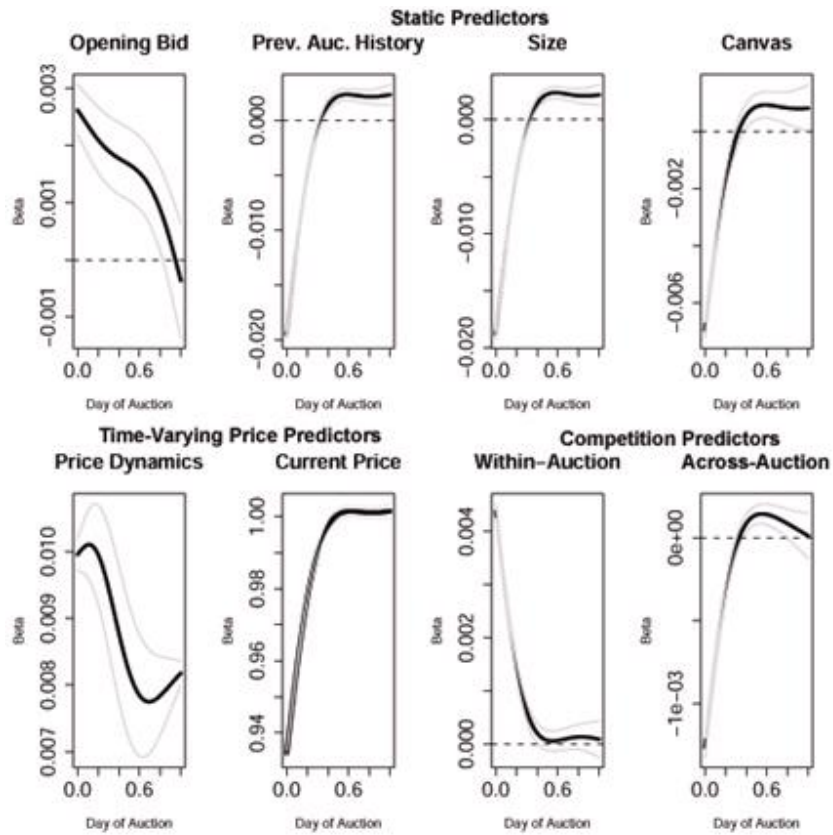 Static Predictors
Opening Bid Prev. Auc. History Size Canvas
Beta
0.003
0.001
−0.001
0.0 0.6
Day of Auction
Beta
0.000
−0.010
−0.020
0.0 0.6
Day of Auction
Beta
0.000
−0.010
−0.020
0.0 0.6
Day of Auction
Beta
−0.002
−0.006
0.0 0.6
Day of Auction
Time-Varying Price Predictors Competition Predictors
Price Dynamics Current Price Within−Auction Across-Auction
Beta
0.010
0.009
0.008
0.007
0.0 0.6
Day of Auction
Beta
1.00
0.98
0.96
0.94
0.0 0.6
Day of Auction
Beta
0.004
0.002
0.000
0.0 0.6
Day of Auction
Beta
0e+00
−1e−03
0.0 0.6
Day of Auction